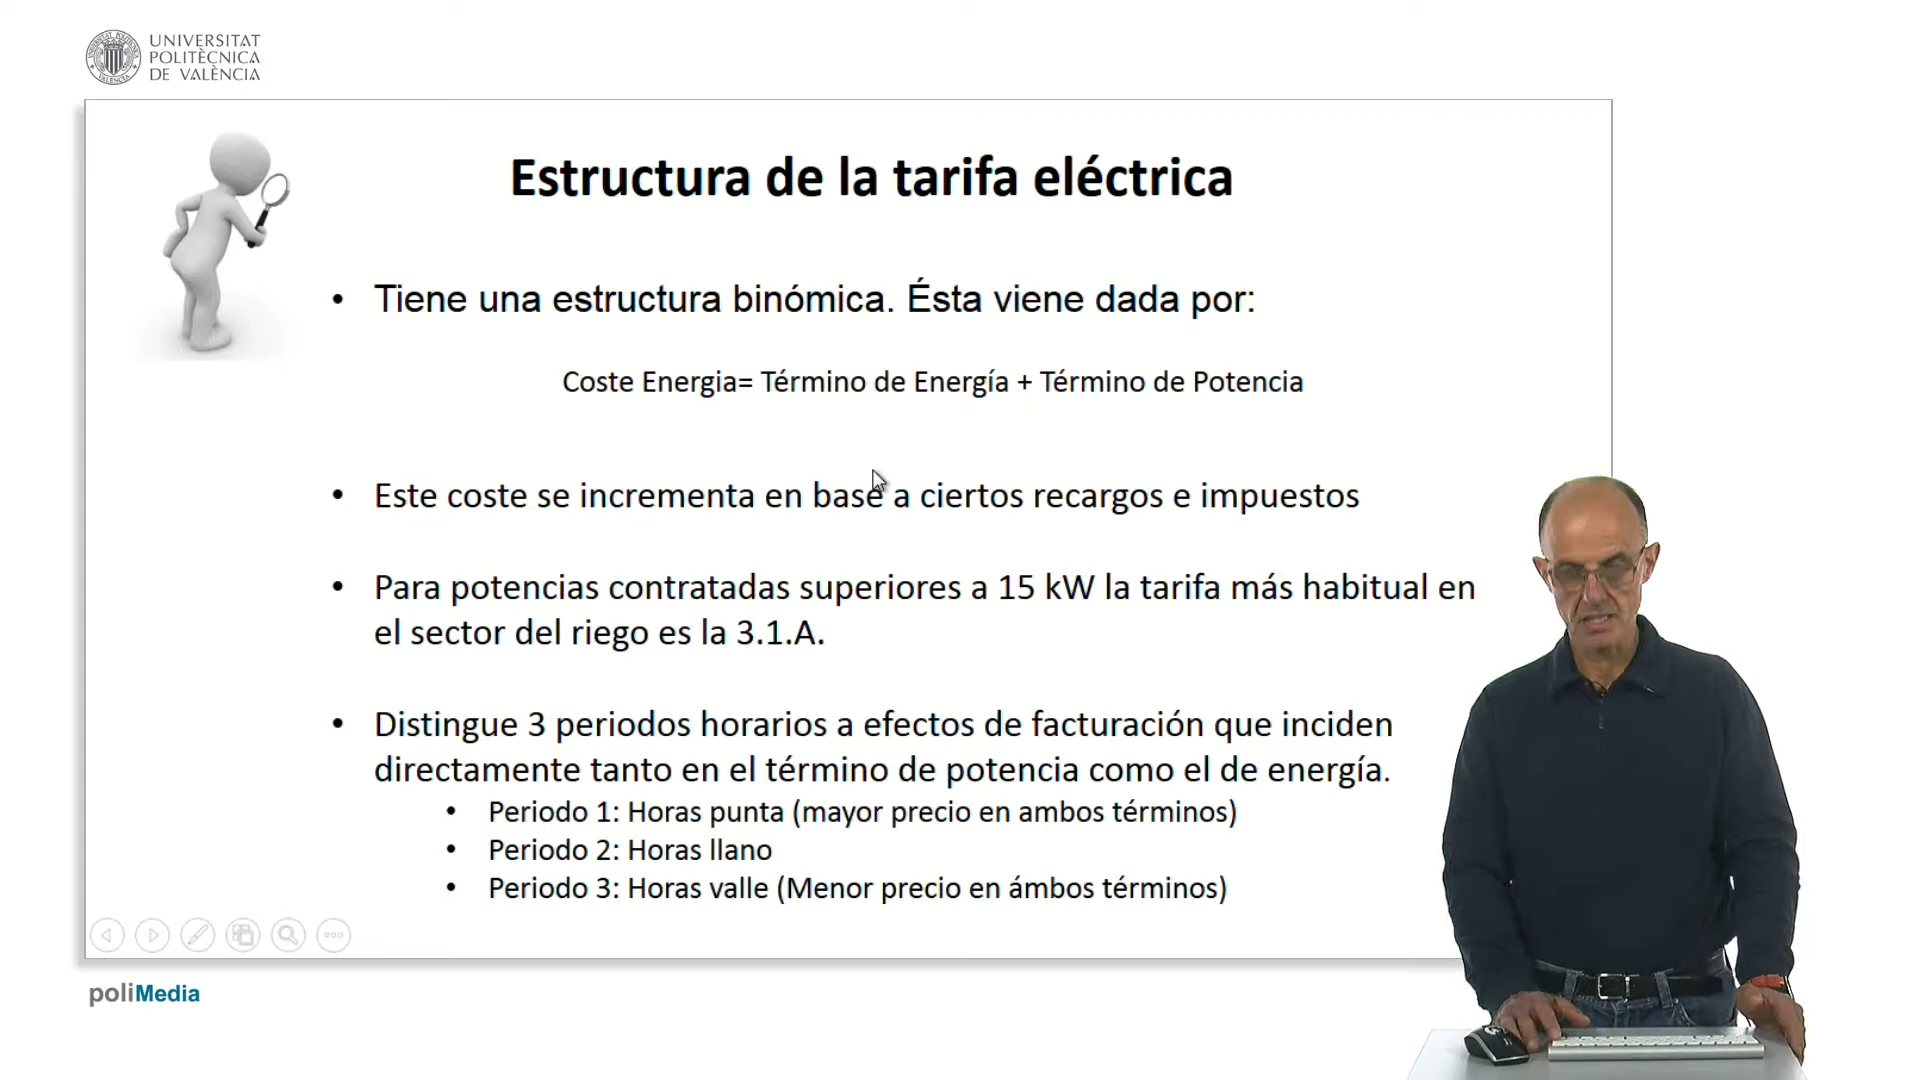 UNIVERSITAT
POLITÈCNICA
DE VALÈNCIA
Estructura de la tarifa eléctrica
• Tiene una estructura binómica. Ésta viene dada por:
Coste Energia= Término de Energía + Término de Potencia
• Este coste se incrementa en base a ciertos recargos e impuestos
• Para potencias contratadas superiores a 15 kW la tarifa más habitual en
el sector del riego es la 3.1.A.
• Distingue 3 periodos horarios a efectos de facturación que inciden
directamente tanto en el término de potencia como el de energía.
• Periodo 1: Horas punta (mayor precio en ambos términos)
• Periodo 2: Horas llano
• Periodo 3: Horas valle (Menor precio en ámbos términos)
poliMedia